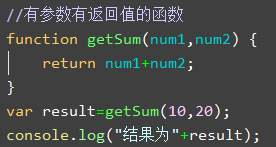 //有参数有返回值的函数
function getSum(num1,num2) {
    return num1+num2;
}
var result=getSum(10,20);
console.log("结果为"+result);